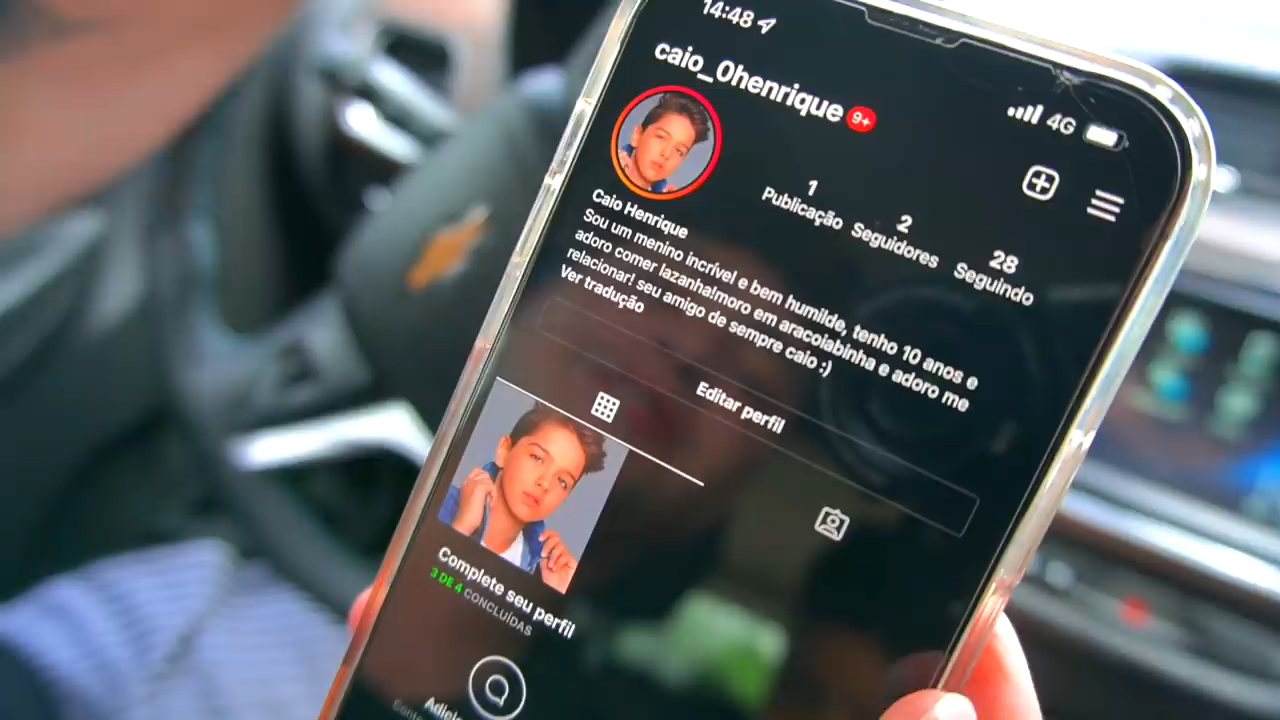 14:48
4G
caio_0henrique 9+
1
Publicação
2
Seguidores
28
Seguindo
Caio Henrique
Sou um menino incrível e bem humilde, tenho 10 anos e
adoro comer lazanha!moro em aracoiabinha e adoro me
relacionar! seu amigo de sempre caio :)
Ver tradução
Editar perfil
Complete seu perfil
3 DE 4 CONCLUÍDAS